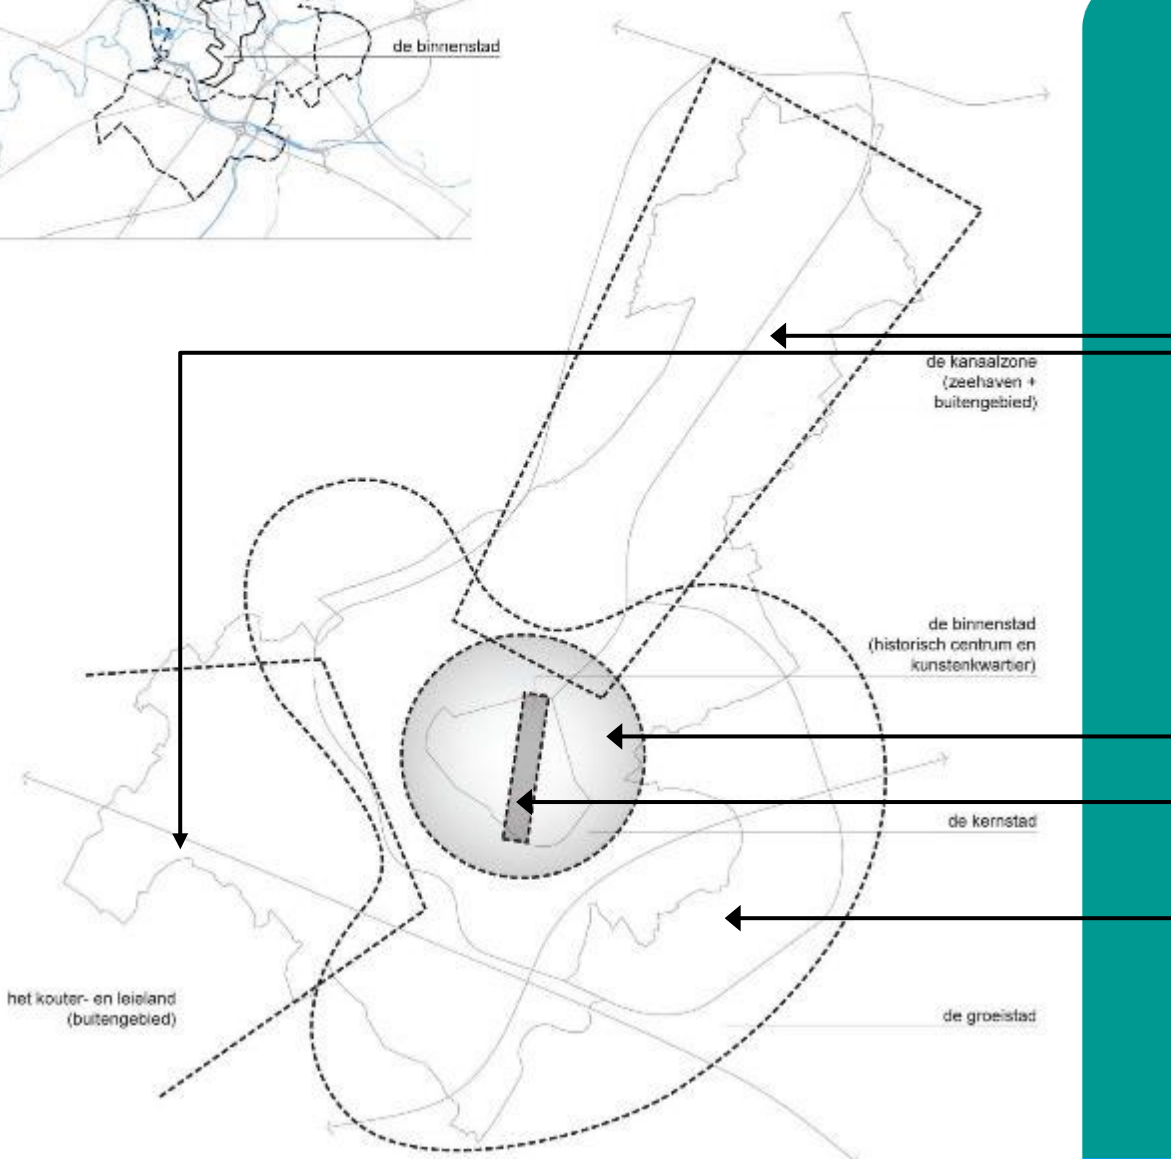 de binnenstad
de kanaalzone
(zeehaven +
buitengebied)
de binnenstad
(historisch centrum en
kunstenkwartier)
de kernstad
het kouter- en leieland
(buitengebied)
de groeistad